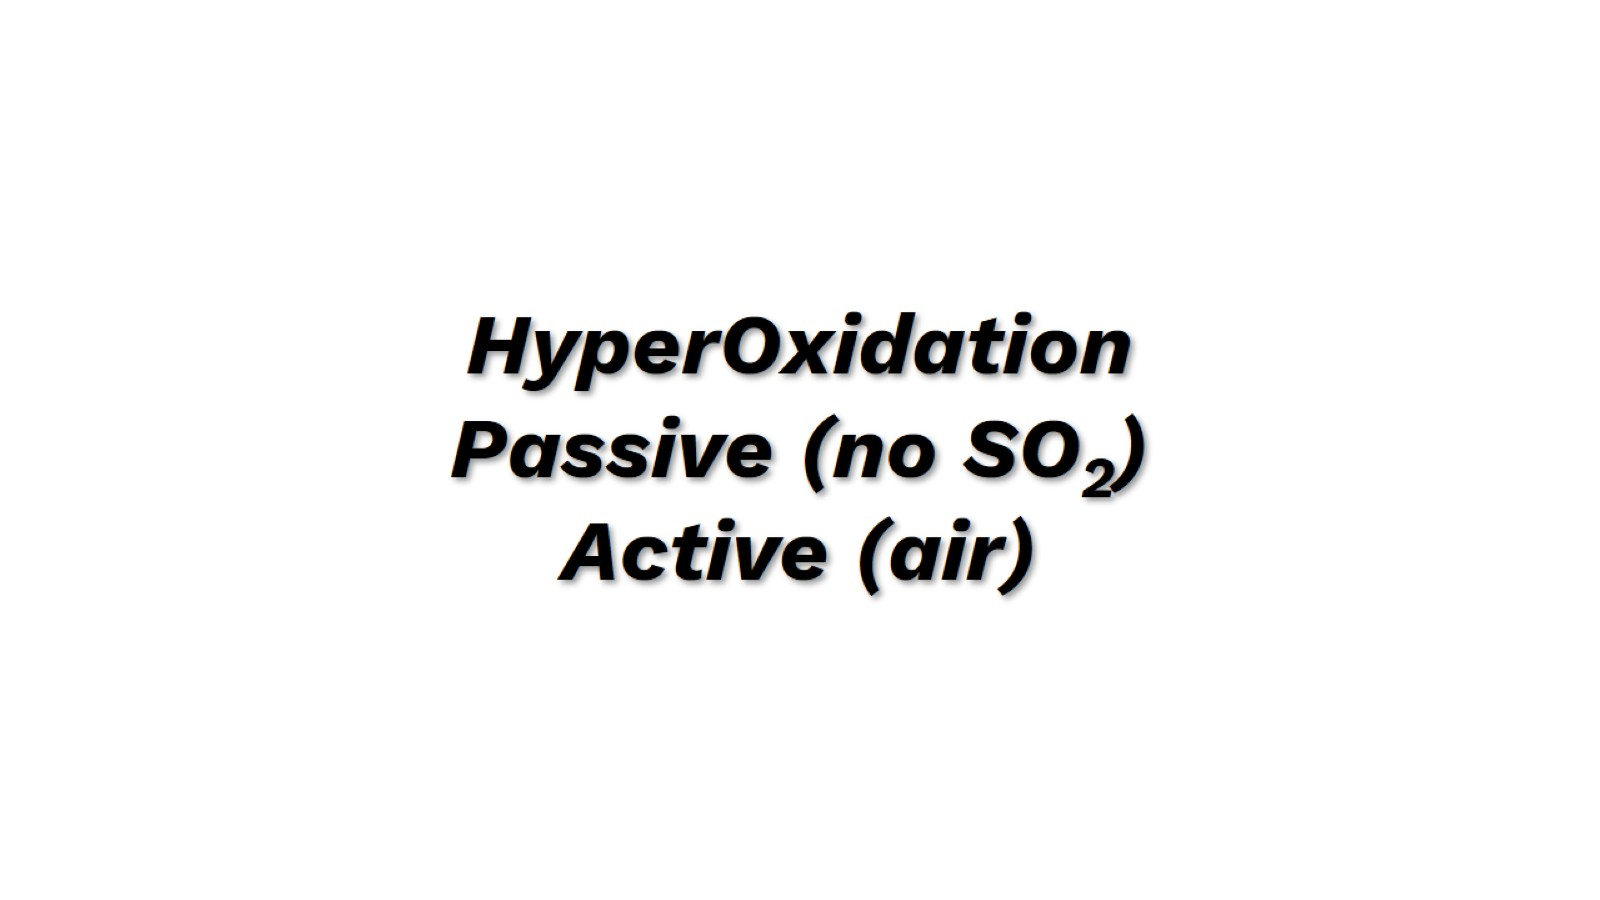 HyperOxidation
Passive (no SO₂)
Active (air)